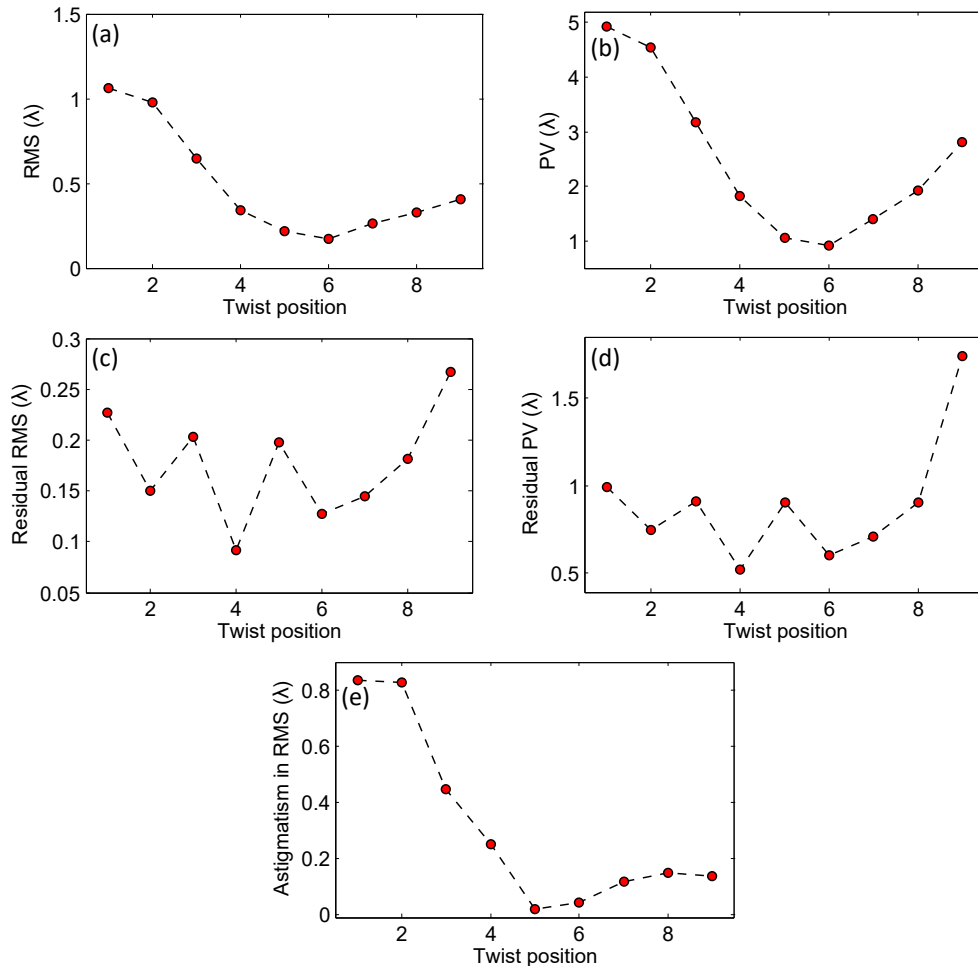 (a)
RMS (λ)
1.5
1
0.5
0
2 4 6 8
Twist position
(b)
PV (λ)
5
4
3
2
1
2 4 6 8
Twist position
(c)
Residual RMS (λ)
0.3
0.25
0.2
0.15
0.1
0.05
2 4 6 8
Twist position
(d)
Residual PV (λ)
1.5
1
0.5
2 4 6 8
Twist position
(e)
Astigmatism in RMS (λ)
0.8
0.6
0.4
0.2
0
2 4 6 8
Twist position